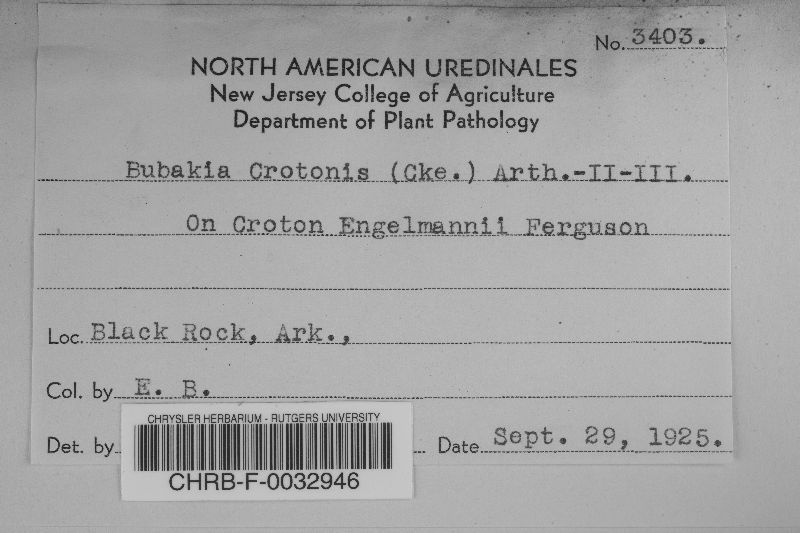 No. 3403.
NORTH AMERICAN UREDINALES
New Jersey College of Agriculture
Department of Plant Pathology
Bubakia Crotonis (Cke.) Arth.-II-III.
On Croton Engelmannii Ferguson
Loc. Black Rock, Ark.,
Col. by E. B.
CHRYSLER HERBARIUM - RUTGERS UNIVERSITY
Det. by Date Sept. 29, 1925.
CHRB-F-0032946